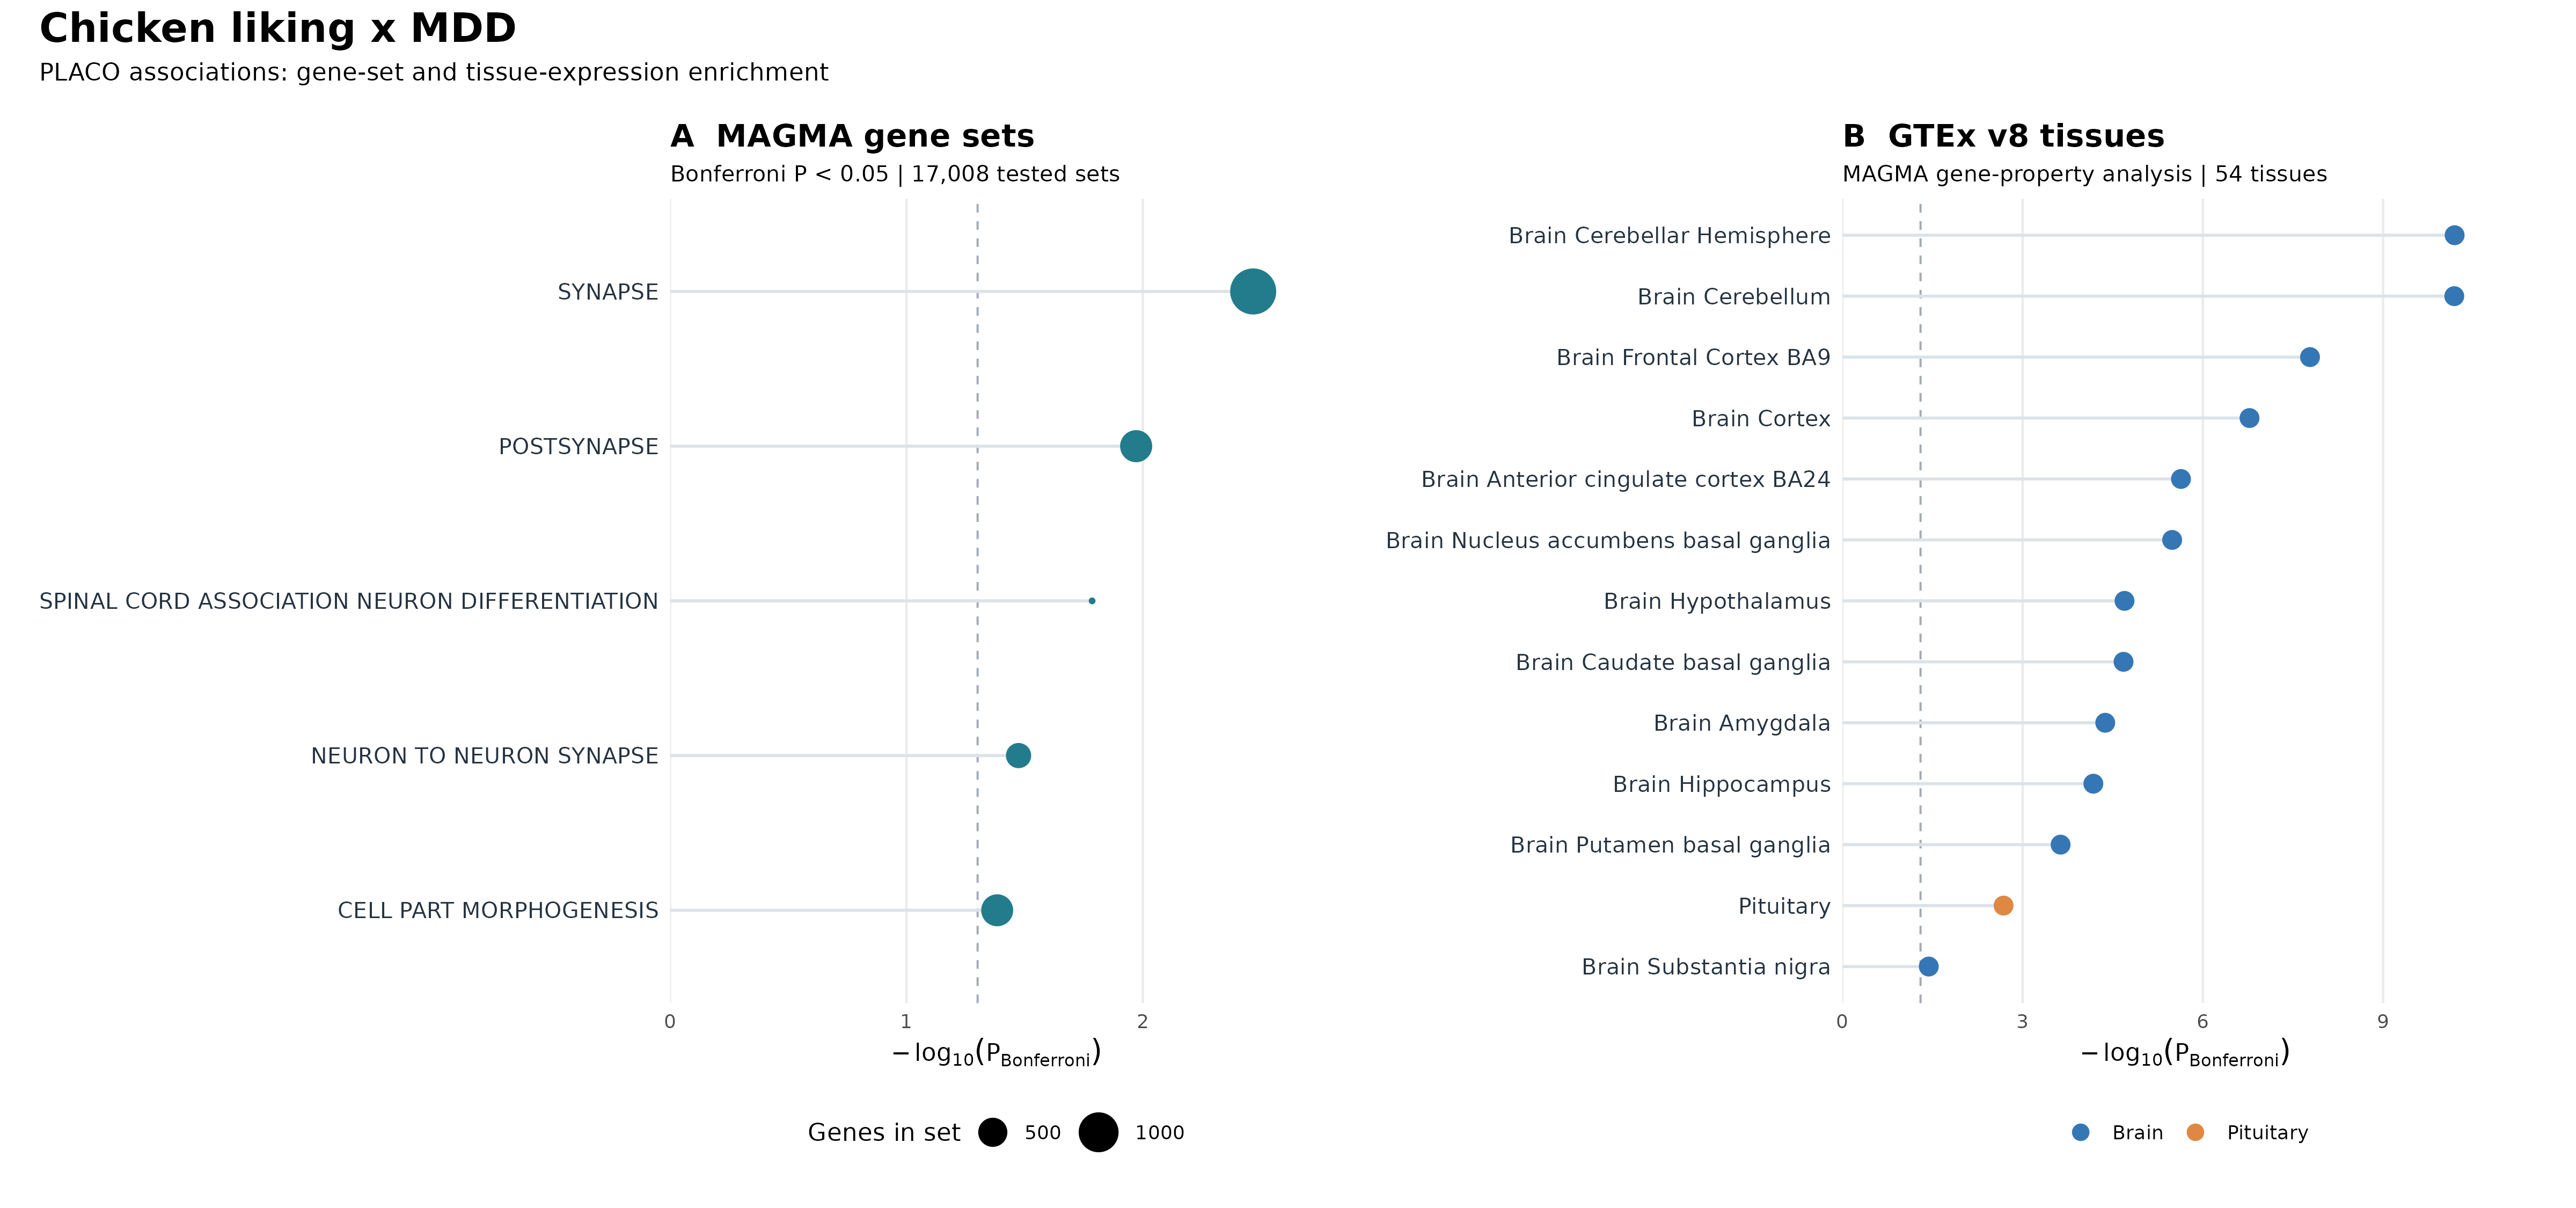 Chicken liking x MDD
PLACO associations: gene-set and tissue-expression enrichment
A MAGMA gene sets
Bonferroni P < 0.05 | 17,008 tested sets
SYNAPSE
POSTSYNAPSE
SPINAL CORD ASSOCIATION NEURON DIFFERENTIATION
NEURON TO NEURON SYNAPSE
CELL PART MORPHOGENESIS
0 1 2
−log10(PBonferroni)
Genes in set 500 1000
B GTEx v8 tissues
MAGMA gene-property analysis | 54 tissues
Brain Cerebellar Hemisphere
Brain Cerebellum
Brain Frontal Cortex BA9
Brain Cortex
Brain Anterior cingulate cortex BA24
Brain Nucleus accumbens basal ganglia
Brain Hypothalamus
Brain Caudate basal ganglia
Brain Amygdala
Brain Hippocampus
Brain Putamen basal ganglia
Pituitary
Brain Substantia nigra
0 3 6 9
−log10(PBonferroni)
Brain Pituitary